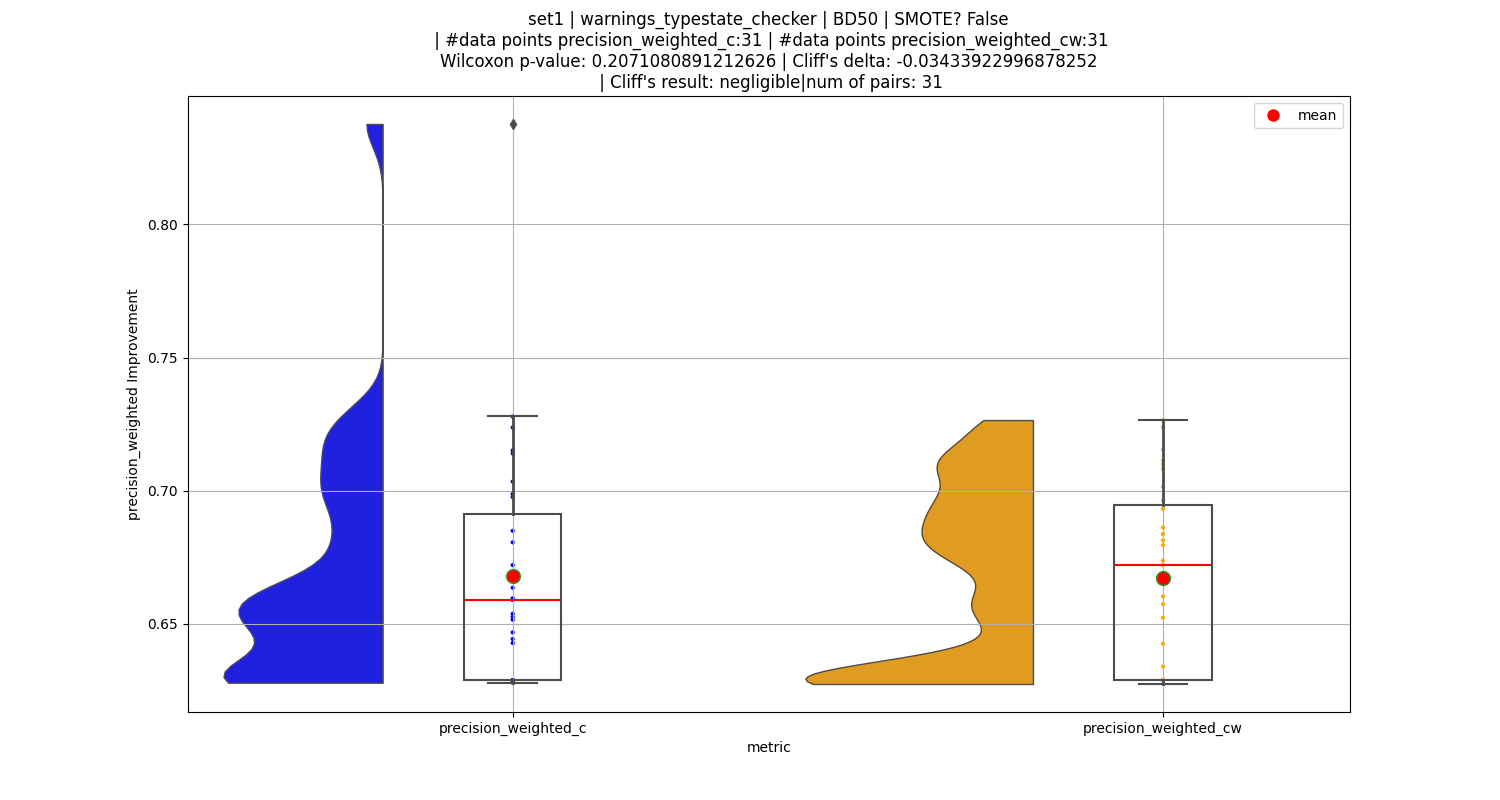 set1 | warnings_typestate_checker | BD50 | SMOTE? False
| #data points precision_weighted_c:31 | #data points precision_weighted_cw:31
Wilcoxon p-value: 0.2071080891212626 | Cliff's delta: -0.03433922996878252
| Cliff's result: negligible|num of pairs: 31
mean
0.80
0.75
0.70
0.65
precision_weighted Improvement
precision_weighted_c
precision_weighted_cw
metric